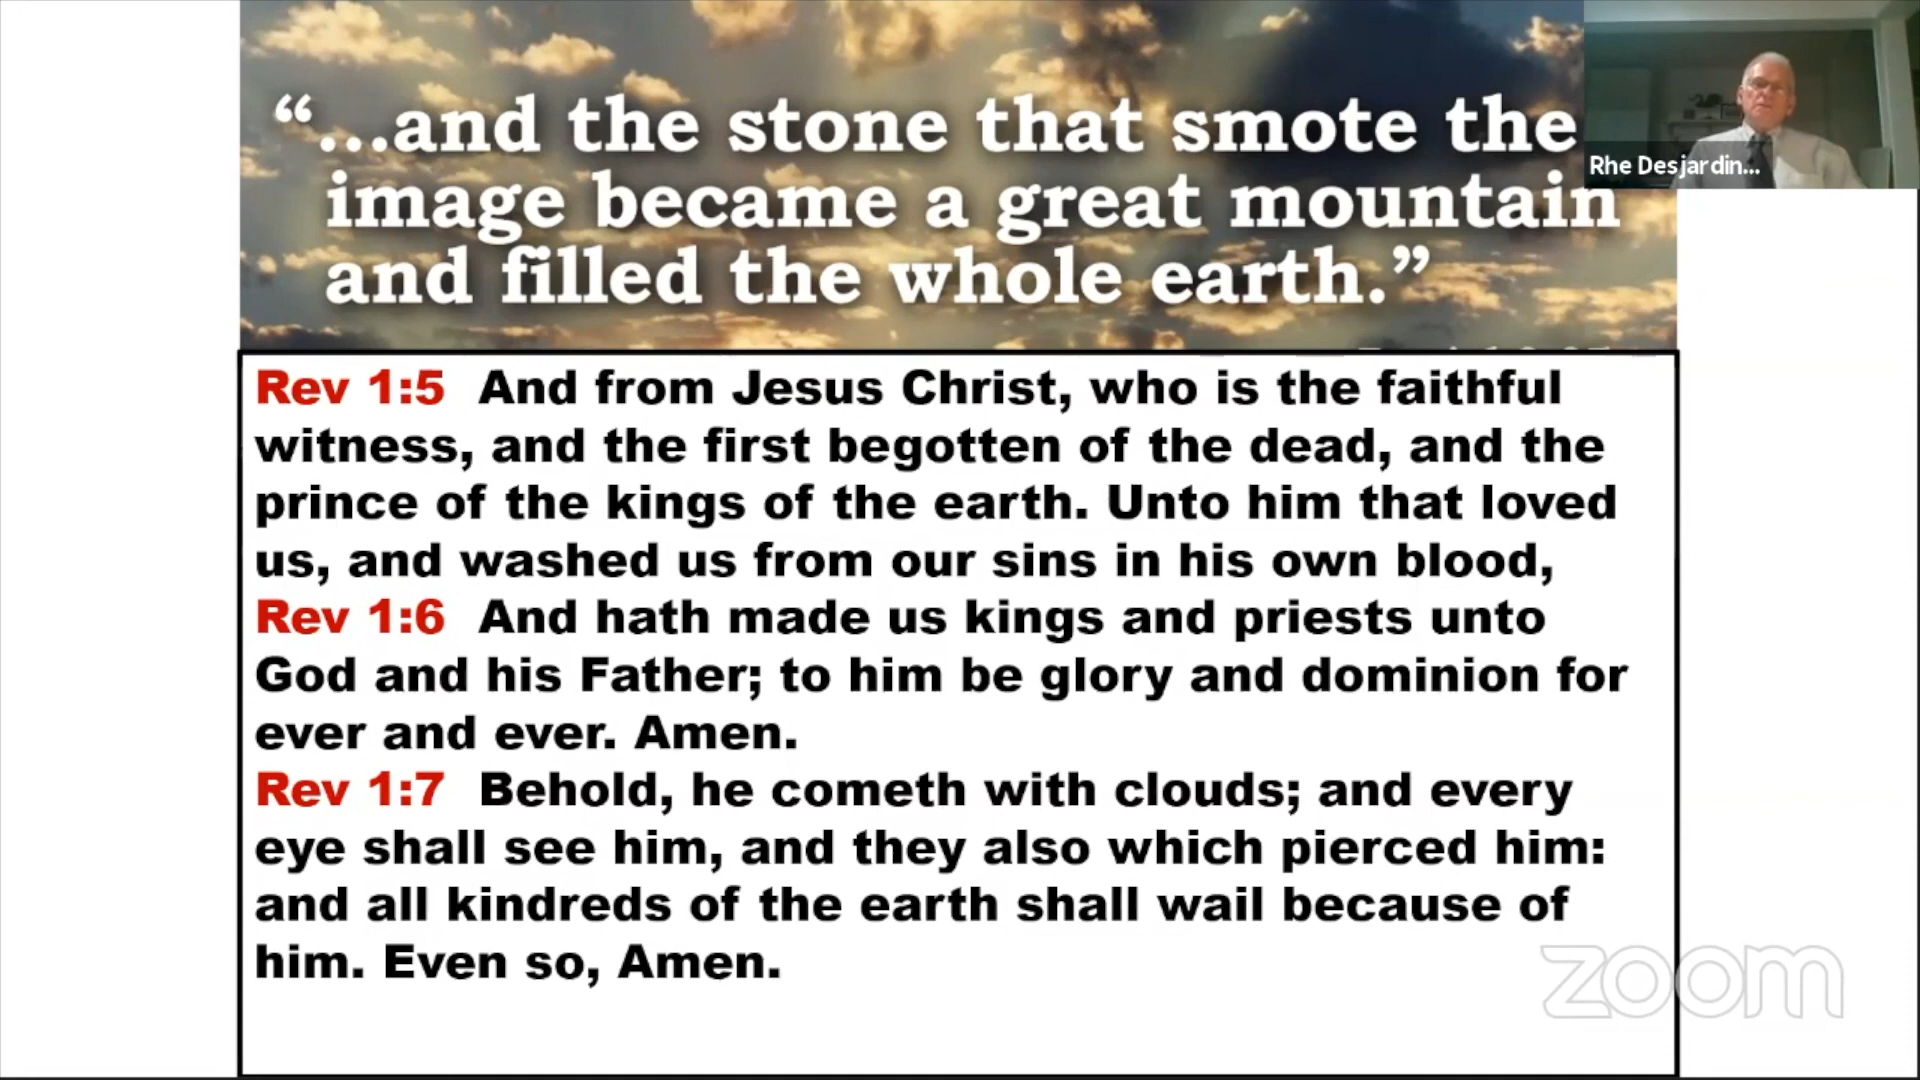 “...and the stone that smote the
image became a great mountain
and filled the whole earth.”
Rhe Desjardin...
Rev 1:5 And from Jesus Christ, who is the faithful
witness, and the first begotten of the dead, and the
prince of the kings of the earth. Unto him that loved
us, and washed us from our sins in his own blood,
Rev 1:6 And hath made us kings and priests unto
God and his Father; to him be glory and dominion for
ever and ever. Amen.
Rev 1:7 Behold, he cometh with clouds; and every
eye shall see him, and they also which pierced him:
and all kindreds of the earth shall wail because of
him. Even so, Amen.
zoom